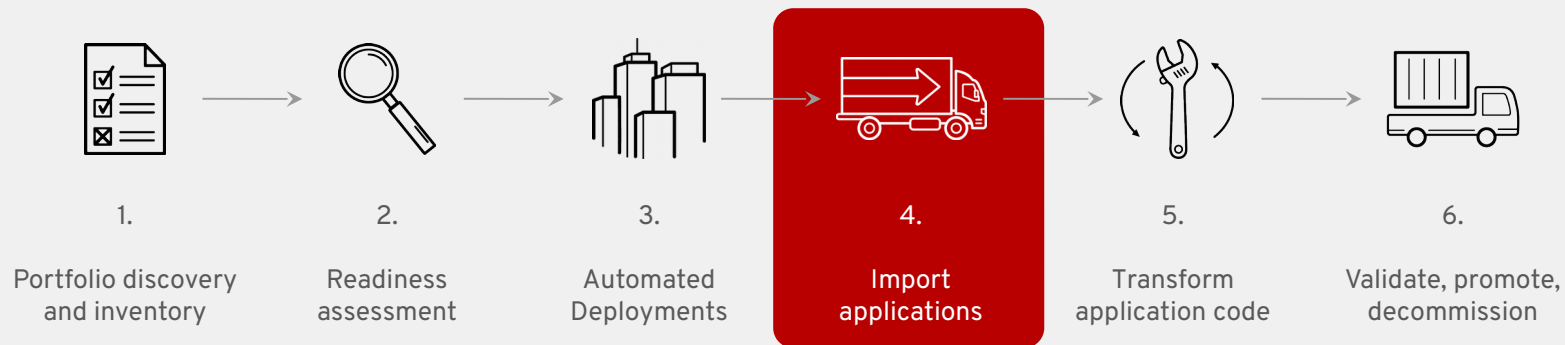 1.
Portfolio discovery
and inventory
2.
Readiness
assessment
3.
Automated
Deployments
4.
Import
applications
5.
Transform
application code
6.
Validate, promote,
decommission